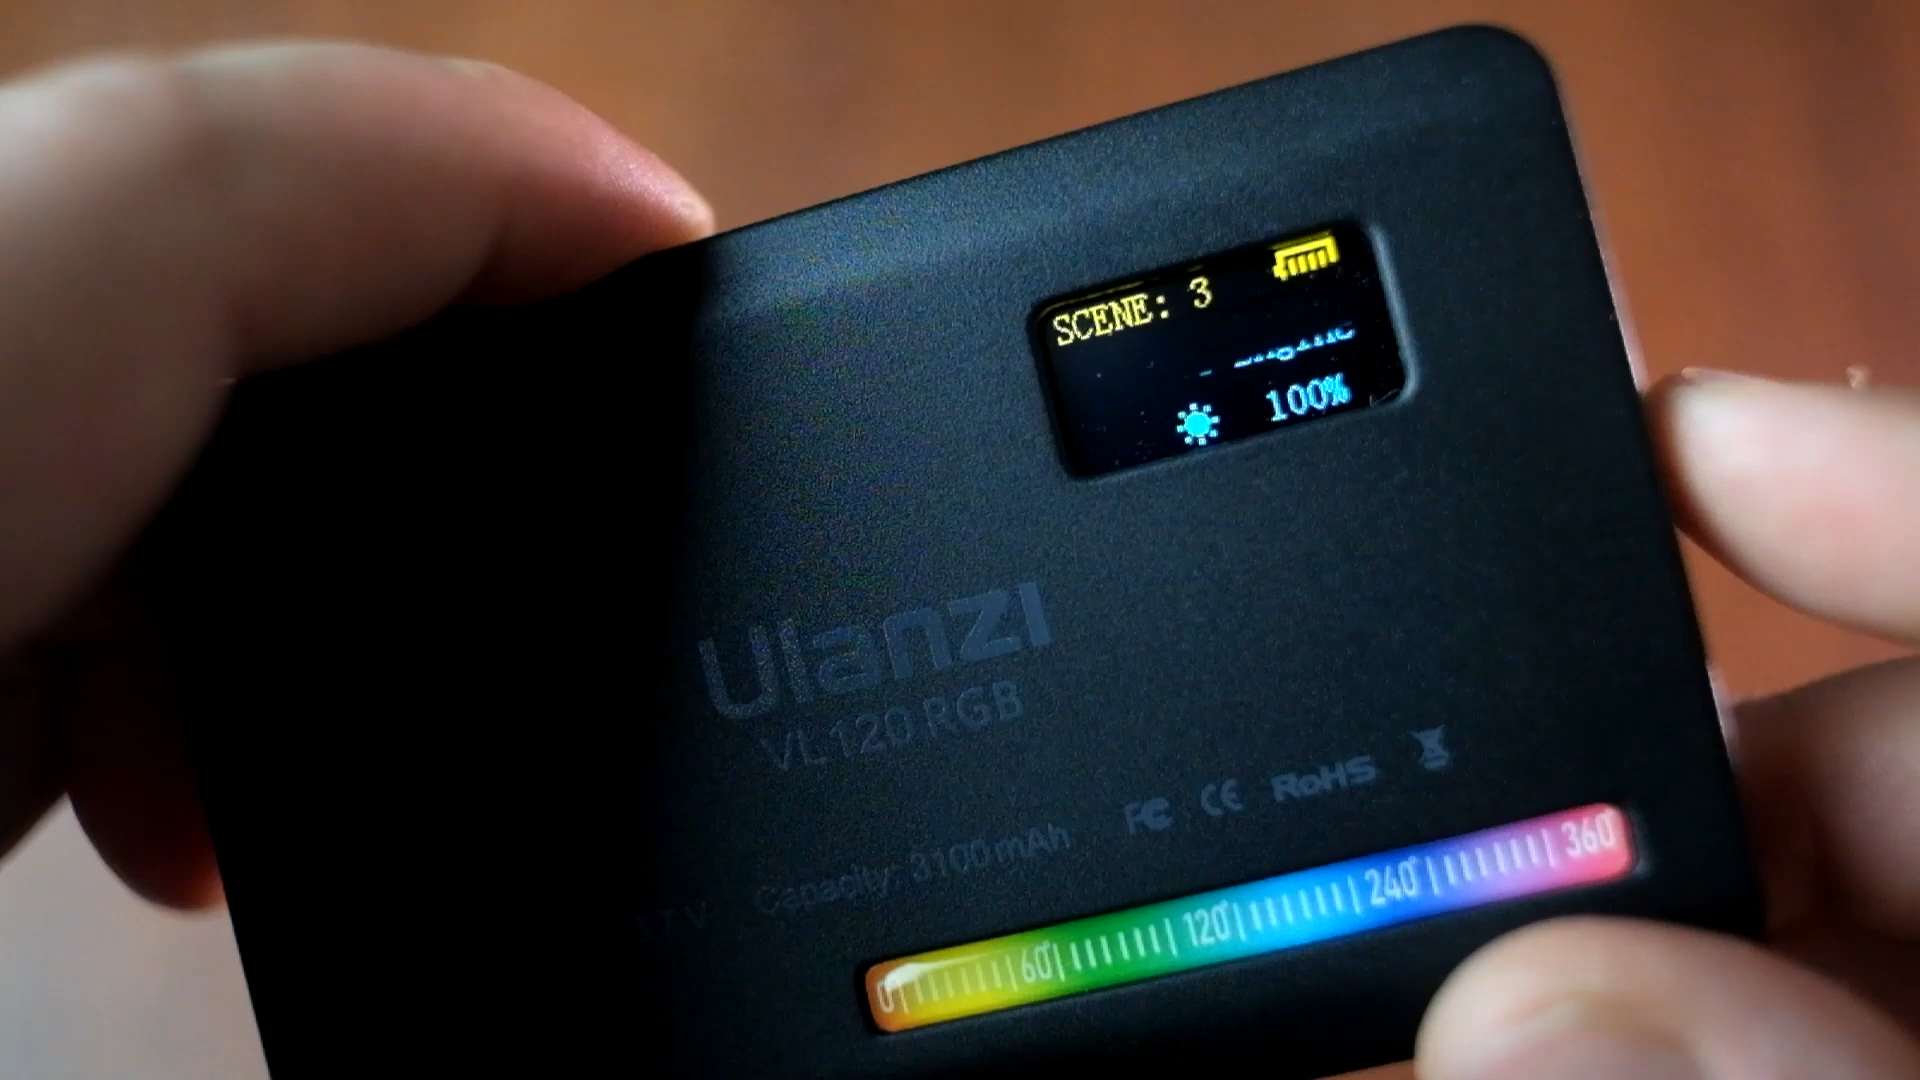 SCENE: 3
100%
Ulanzi
VL120 RGB
Capacity: 3100mAh FC CE RoHS
0 60° 120° 240° 360°